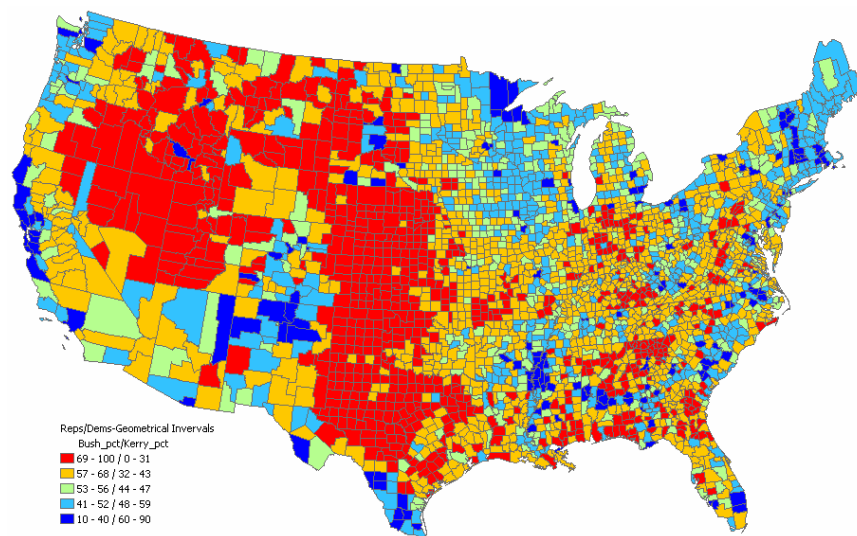 Reps/Dems-Geometrical Invervals
Bush_pct/Kerry_pct
69 - 100 / 0 - 31
57 - 68 / 32 - 43
53 - 56 / 44 - 47
41 - 52 / 48 - 59
10 - 40 / 60 - 90